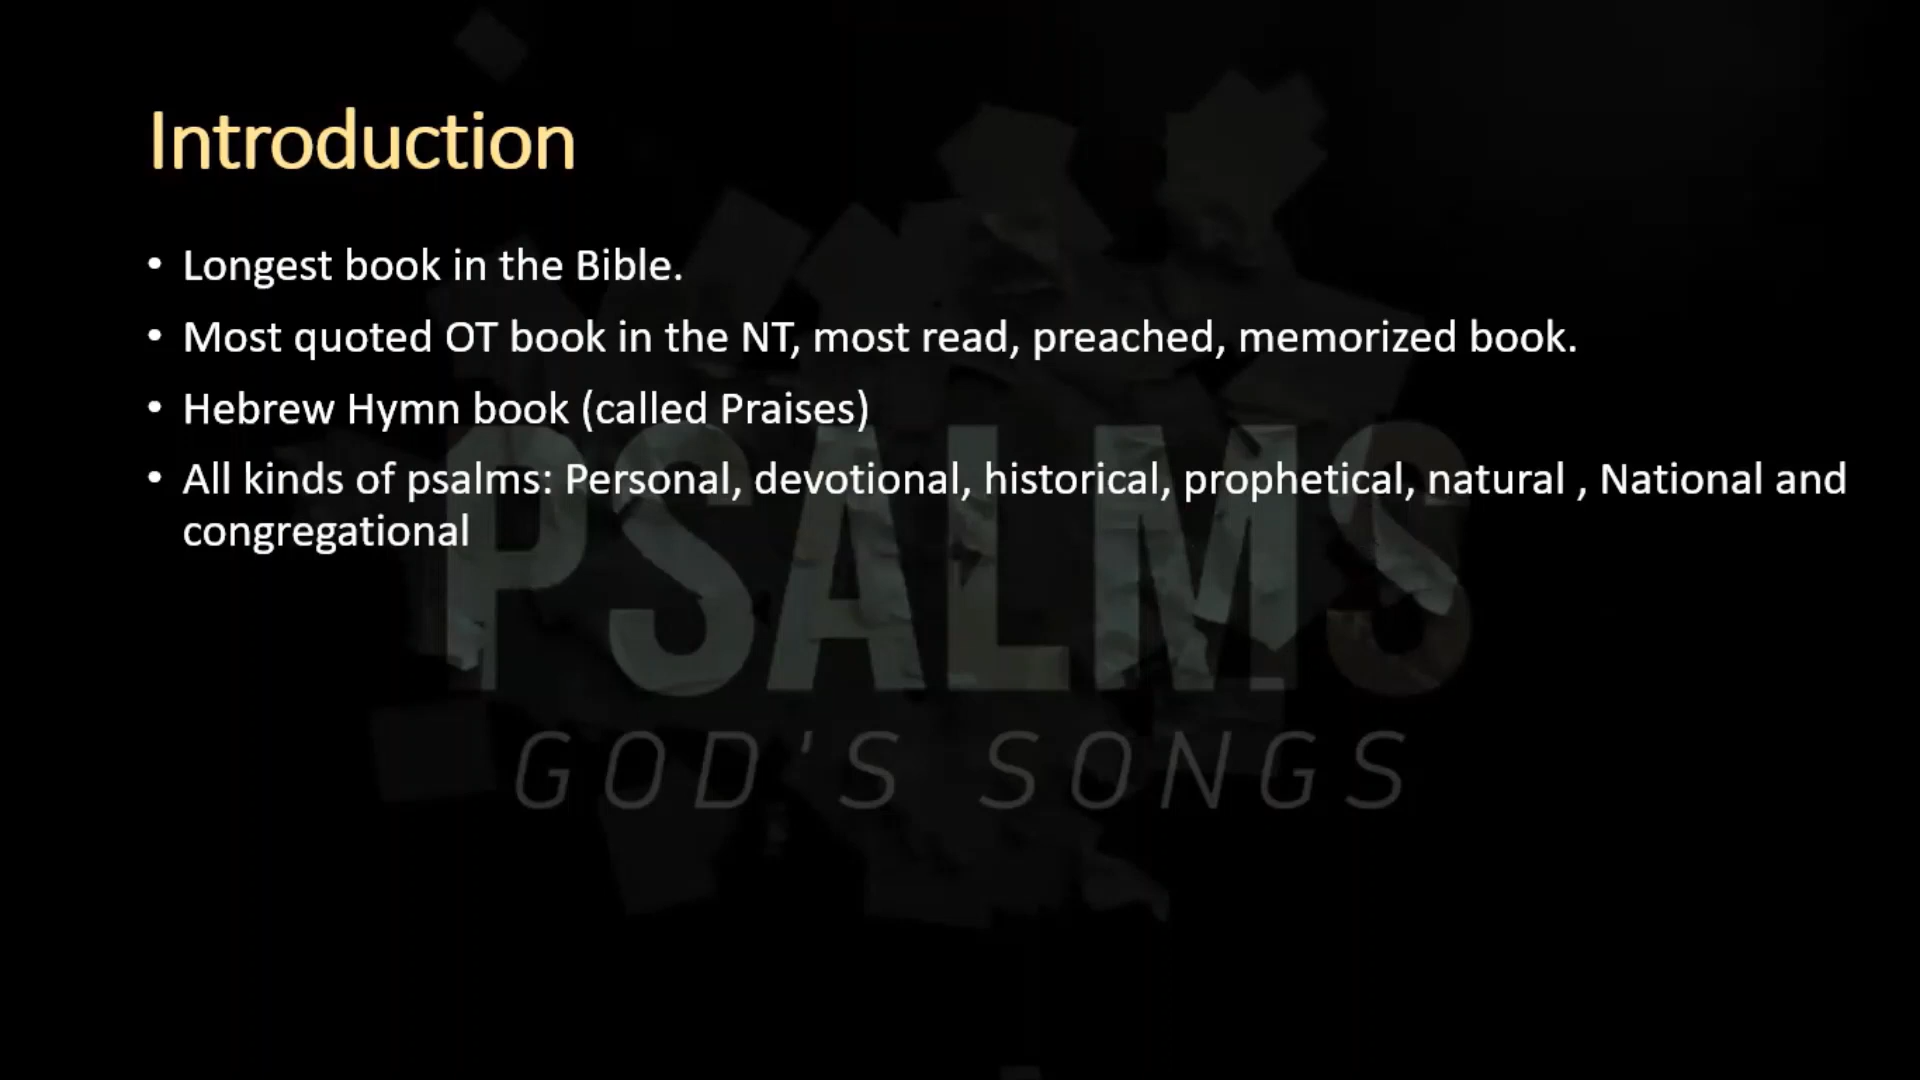 Introduction
• Longest book in the Bible.
• Most quoted OT book in the NT, most read, preached, memorized book.
• Hebrew Hymn book (called Praises)
• All kinds of psalms: Personal, devotional, historical, prophetical, natural , National and
congregational
PSALMS
GOD'S SONGS